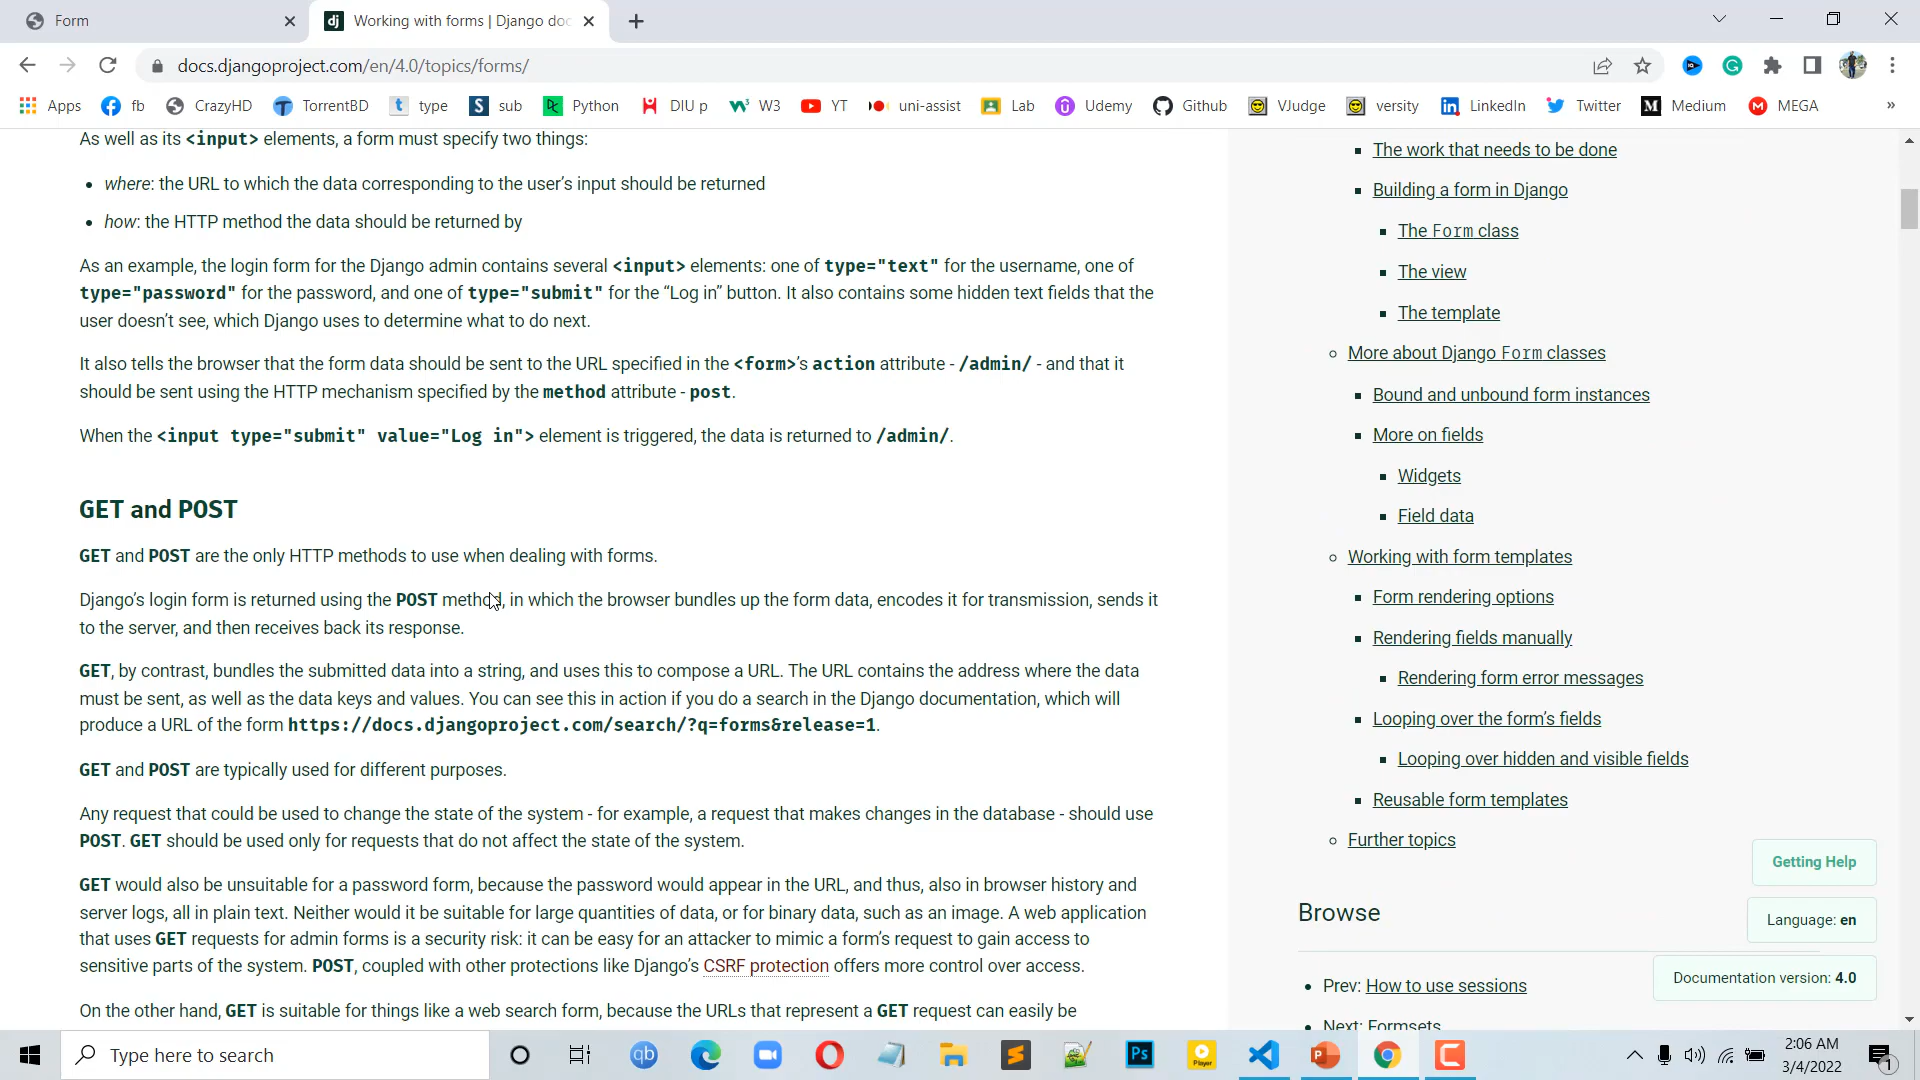 Form
Working with forms | Django doc
docs.djangoproject.com/en/4.0/topics/forms/
Apps fb CrazyHD TorrentBD type sub Python DIU p W3 YT uni-assist Lab Udemy Github VJudge versity LinkedIn Twitter Medium MEGA »
As well as its <input> elements, a form must specify two things:
• where: the URL to which the data corresponding to the user’s input should be returned
• how: the HTTP method the data should be returned by
As an example, the login form for the Django admin contains several <input> elements: one of type="text" for the username, one of
type="password" for the password, and one of type="submit" for the “Log in” button. It also contains some hidden text fields that the
user doesn’t see, which Django uses to determine what to do next.
It also tells the browser that the form data should be sent to the URL specified in the <form>’s action attribute - /admin/ - and that it
should be sent using the HTTP mechanism specified by the method attribute - post.
When the <input type="submit" value="Log in"> element is triggered, the data is returned to /admin/.
GET and POST
GET and POST are the only HTTP methods to use when dealing with forms.
Django’s login form is returned using the POST method, in which the browser bundles up the form data, encodes it for transmission, sends it
to the server, and then receives back its response.
GET, by contrast, bundles the submitted data into a string, and uses this to compose a URL. The URL contains the address where the data
must be sent, as well as the data keys and values. You can see this in action if you do a search in the Django documentation, which will
produce a URL of the form https://docs.djangoproject.com/search/?q=forms&release=1.
GET and POST are typically used for different purposes.
Any request that could be used to change the state of the system - for example, a request that makes changes in the database - should use
POST. GET should be used only for requests that do not affect the state of the system.
GET would also be unsuitable for a password form, because the password would appear in the URL, and thus, also in browser history and
server logs, all in plain text. Neither would it be suitable for large quantities of data, or for binary data, such as an image. A web application
that uses GET requests for admin forms is a security risk: it can be easy for an attacker to mimic a form’s request to gain access to
sensitive parts of the system. POST, coupled with other protections like Django’s CSRF protection offers more control over access.
On the other hand, GET is suitable for things like a web search form, because the URLs that represent a GET request can easily be
The work that needs to be done
Building a form in Django
The Form class
The view
The template
More about Django Form classes
Bound and unbound form instances
More on fields
Widgets
Field data
Working with form templates
Form rendering options
Rendering fields manually
Rendering form error messages
Looping over the form’s fields
Looping over hidden and visible fields
Reusable form templates
Further topics
Getting Help
Browse
Language: en
Documentation version: 4.0
• Prev: How to use sessions
• Next: Formsets
Type here to search
2:06 AM
3/4/2022
1